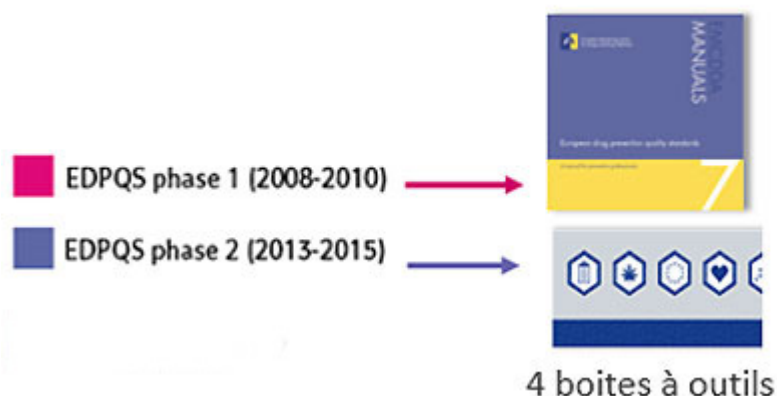 EMCDDA
MANUALS
European drug prevention quality standards
7
EDPQS phase 1 (2008-2010)
EDPQS phase 2 (2013-2015)
4 boites à outils